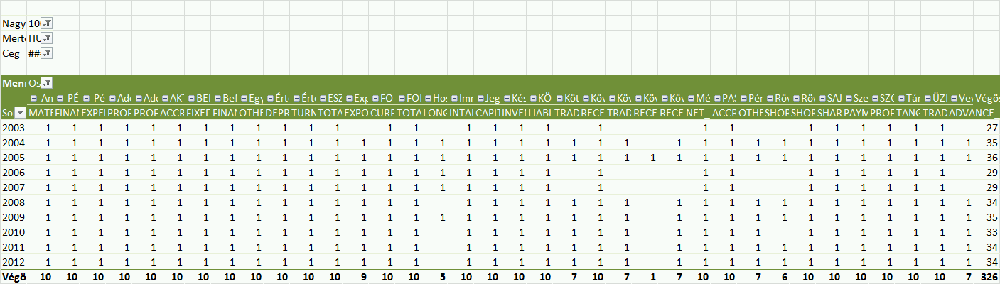 Nagy 10
Merte HU
Ceg ##
Men Os
An PÉ Pé Ado Ado AKT BEI Bef Egy Érte Érte ESZ Exp FOI FOI Hos Imn Jeg Kés KÖ Köt Köv Köv Köv Köv Mé PAS Pér Röv Röv SAJ Sze SZO Tár ÜZI Vev Végös
So MATE FINAN EXPEI PROF PROF ACCR FIXED FINAN OTHE DEPR TURN TOTA EXPO CURF TOTA LONG INTAI CAPIT INVEI LIABI TRAD RECE TRAD RECE RECE NET_ ACCR OTHE SHOF SHOF SHAR PAYM PROF TANG TRAD ADVANCE_
2003 1 1 1 1 1 1 1 1 1 1 1 1 1 1 1 1 1 1 1 1 1 1 1 1 1 1 1 27
2004 1 1 1 1 1 1 1 1 1 1 1 1 1 1 1 1 1 1 1 1 1 1 1 1 1 1 1 1 1 1 1 1 1 1 1 35
2005 1 1 1 1 1 1 1 1 1 1 1 1 1 1 1 1 1 1 1 1 1 1 1 1 1 1 1 1 1 1 1 1 1 1 1 1 36
2006 1 1 1 1 1 1 1 1 1 1 1 1 1 1 1 1 1 1 1 1 1 1 1 1 1 1 1 1 1 29
2007 1 1 1 1 1 1 1 1 1 1 1 1 1 1 1 1 1 1 1 1 1 1 1 1 1 1 1 1 1 29
2008 1 1 1 1 1 1 1 1 1 1 1 1 1 1 1 1 1 1 1 1 1 1 1 1 1 1 1 1 1 1 1 1 1 1 34
2009 1 1 1 1 1 1 1 1 1 1 1 1 1 1 1 1 1 1 1 1 1 1 1 1 1 1 1 1 1 1 1 1 1 1 1 35
2010 1 1 1 1 1 1 1 1 1 1 1 1 1 1 1 1 1 1 1 1 1 1 1 1 1 1 1 1 1 1 1 1 1 33
2011 1 1 1 1 1 1 1 1 1 1 1 1 1 1 1 1 1 1 1 1 1 1 1 1 1 1 1 1 1 1 1 1 1 1 34
2012 1 1 1 1 1 1 1 1 1 1 1 1 1 1 1 1 1 1 1 1 1 1 1 1 1 1 1 1 1 1 1 1 1 1 34
Végö 10 10 10 10 10 10 10 10 10 10 10 10 9 10 10 5 10 10 10 10 7 10 7 1 7 10 10 7 6 10 10 10 10 10 10 7 326